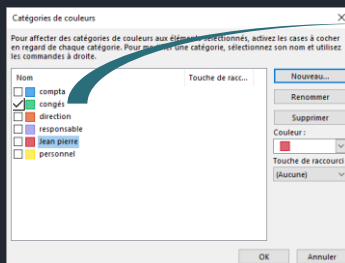 Catégories de couleurs
Pour affecter des catégories de couleurs aux éléments sélectionnés, activez les cases à cocher
en regard de chaque catégorie. Pour modifier une catégorie, sélectionnez son nom et utilisez
les commandes à droite.
Nom Touche de racc...
compta
congés
direction
responsable
Jean pierre
personnel
Nouveau...
Renommer
Supprimer
Couleur :
Touche de raccourci
(Aucune)
OK Annuler